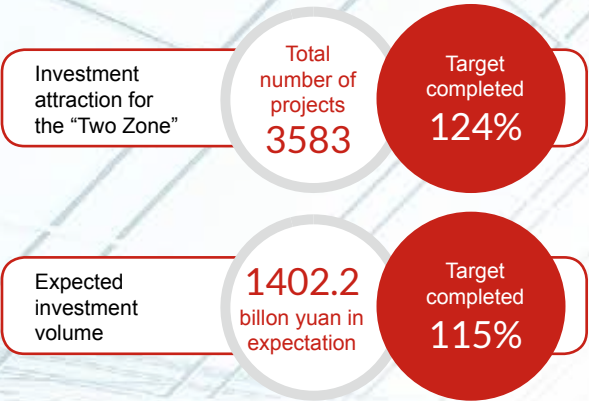 Investment
attraction for
the “Two Zone”
Total
number of
projects
3583
Target
completed
124%
Expected
investment
volume
1402.2
billon yuan in
expectation
Target
completed
115%